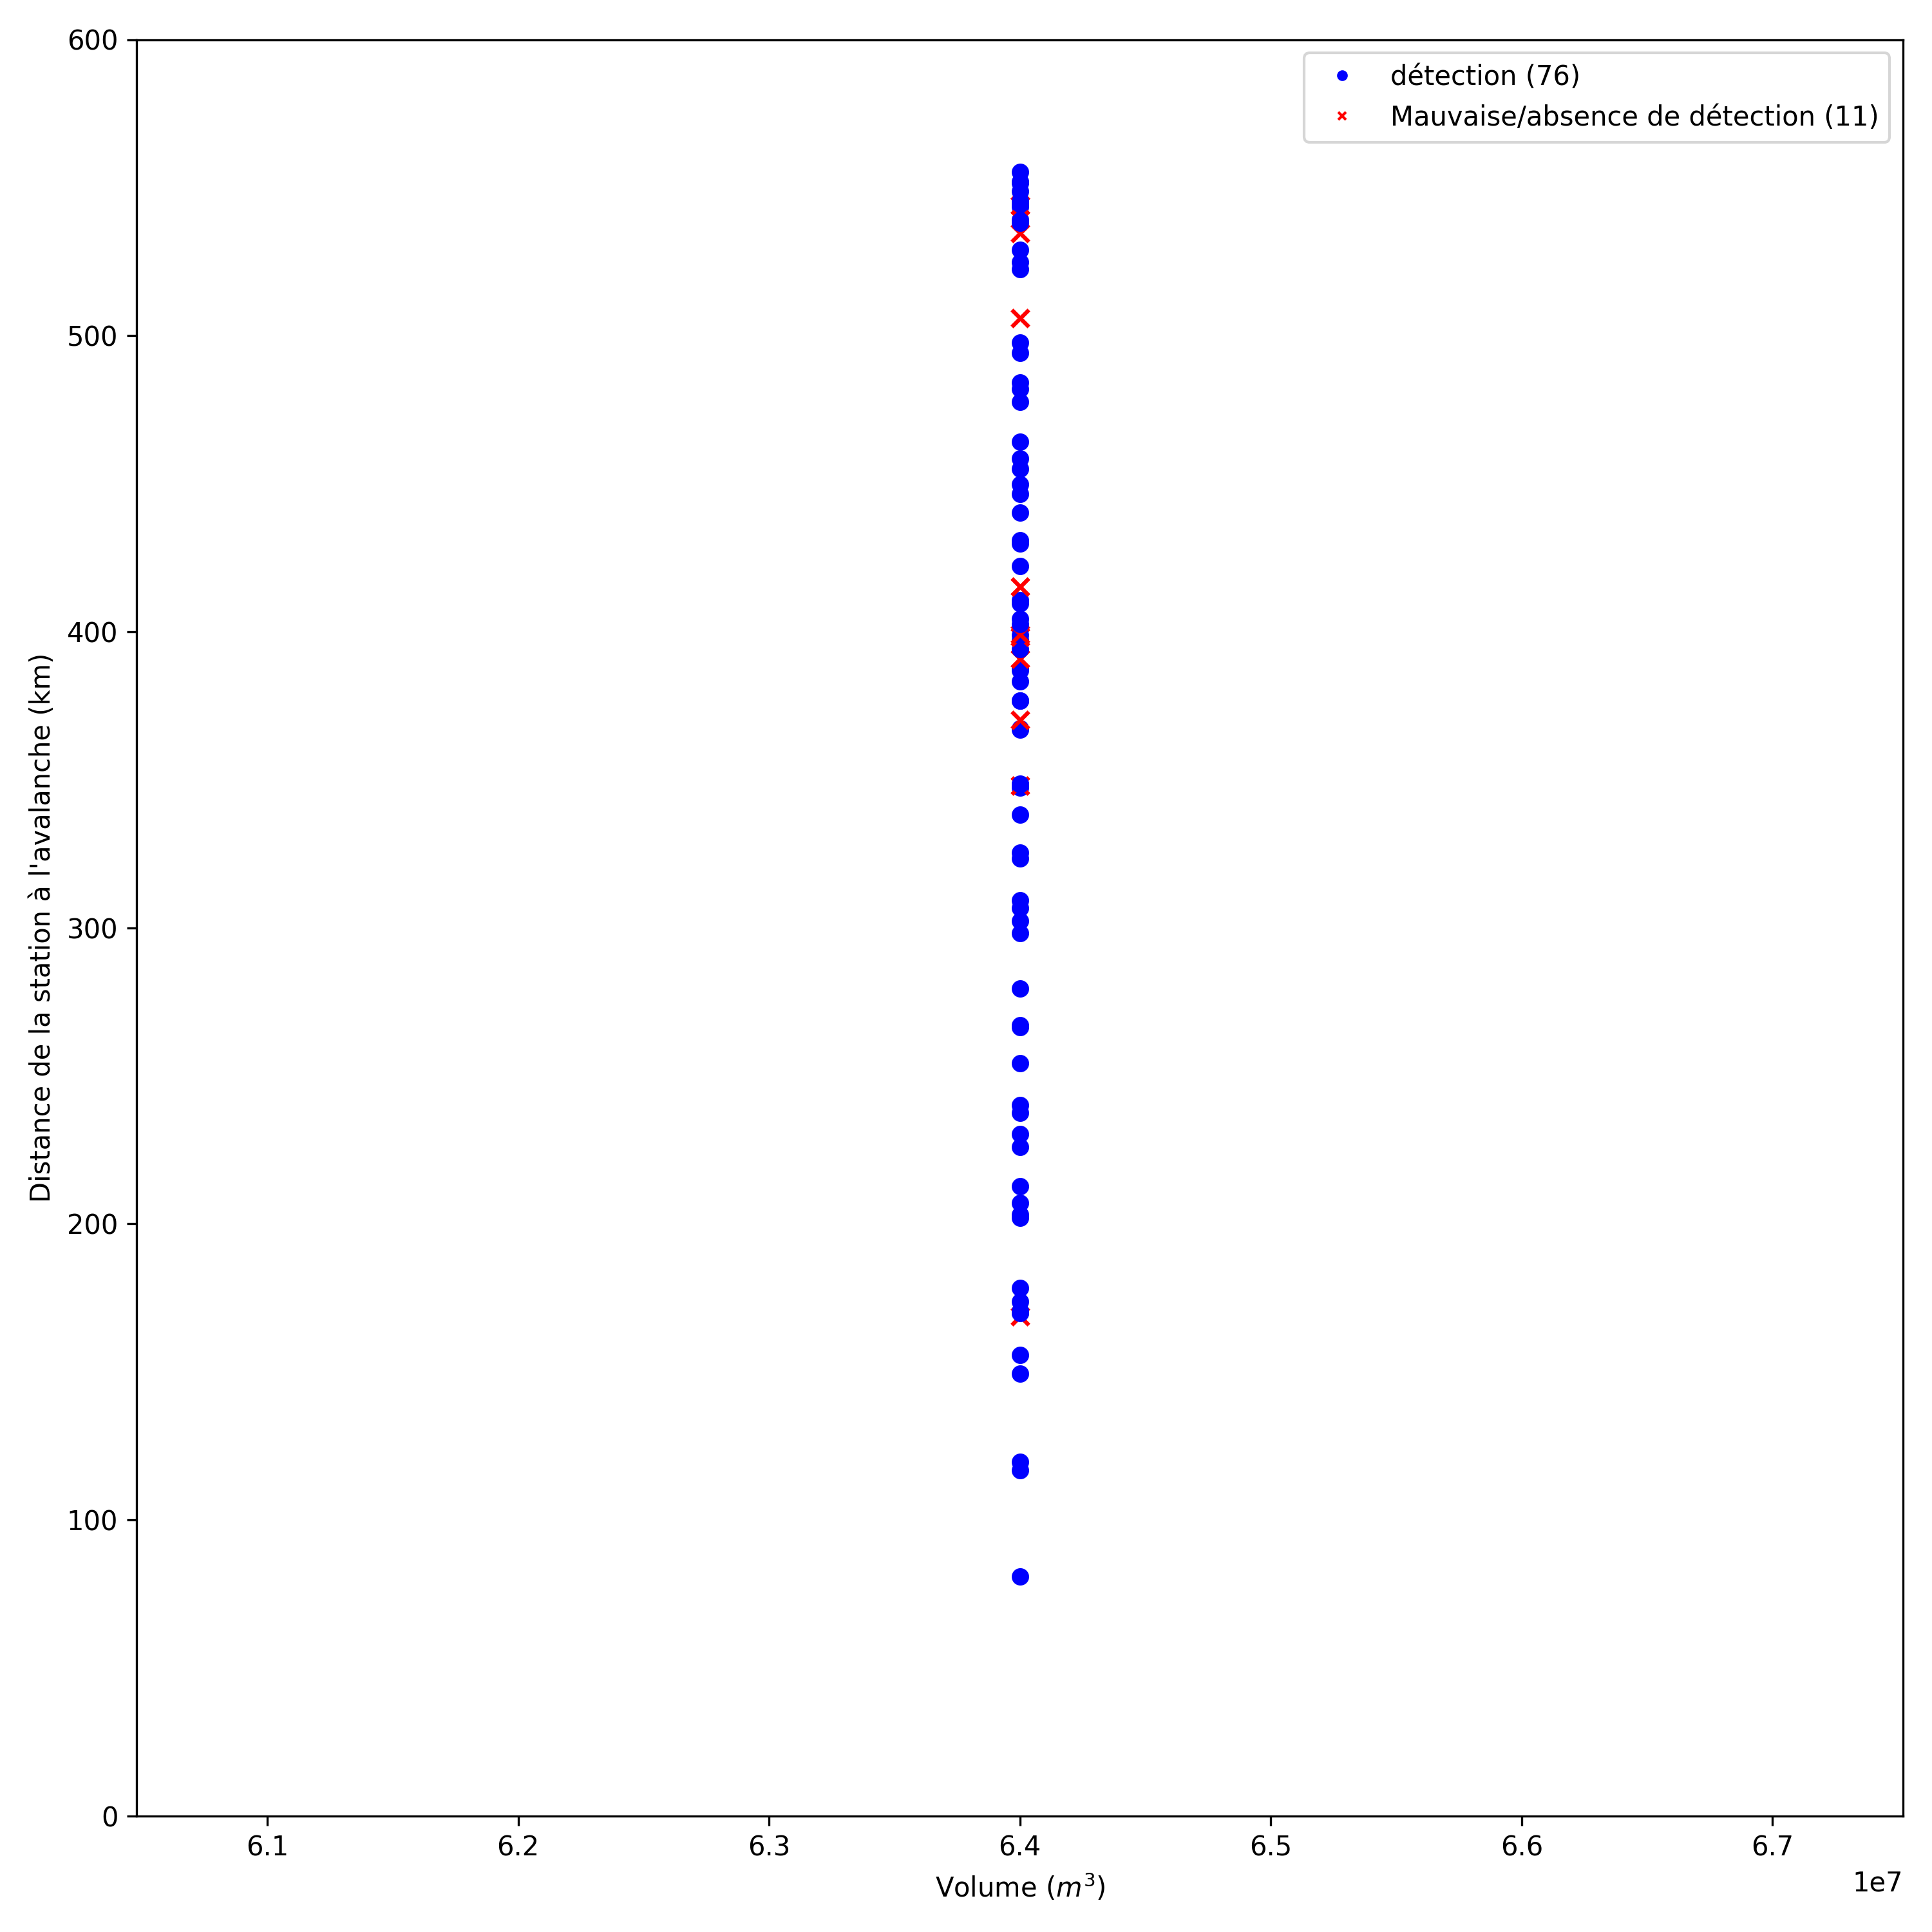 détection (76)
Mauvaise/absence de détection (11)
600
500
400
300
200
100
0
Distance de la station à l'avalanche (km)
6.1 6.2 6.3 6.4 6.5 6.6 6.7
1e7
Volume (m³)